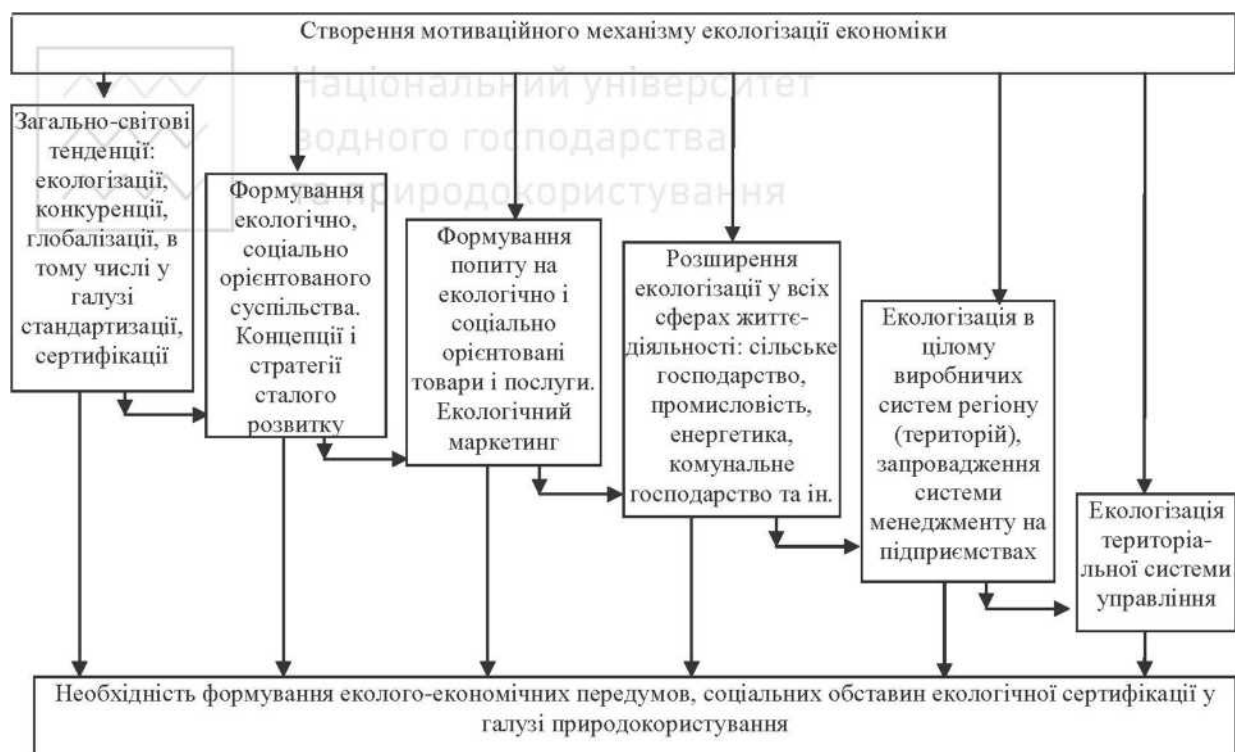 Створення мотиваційного механізму екологізації економіки
Національний університет
водного господарства
та природокористування
Загально-світові
тенденції:
екологізації,
конкуренції,
глобалізації, в
тому числі у
галузі
стандартизації,
сертифікації
Формування
екологічно,
соціально
орієнтованого
суспільства.
Концепції і
стратегії
сталого
розвитку
Формування
попиту на
екологічно і
соціально
орієнтовані
товари і послуги.
Екологічний
маркетинг
Розширення
екологізації у всіх
сферах життє-
діяльності: сільське
господарство,
промисловість,
енергетика,
комунальне
господарство та ін.
Екологізація в
цілому
виробничих
систем регіону
(територій),
запровадження
системи
менеджменту на
підприємствах
Екологізація
територіа-
льної системи
управління
Необхідність формування еколого-економічних передумов, соціальних обставин екологічної сертифікації у
галузі природокористування